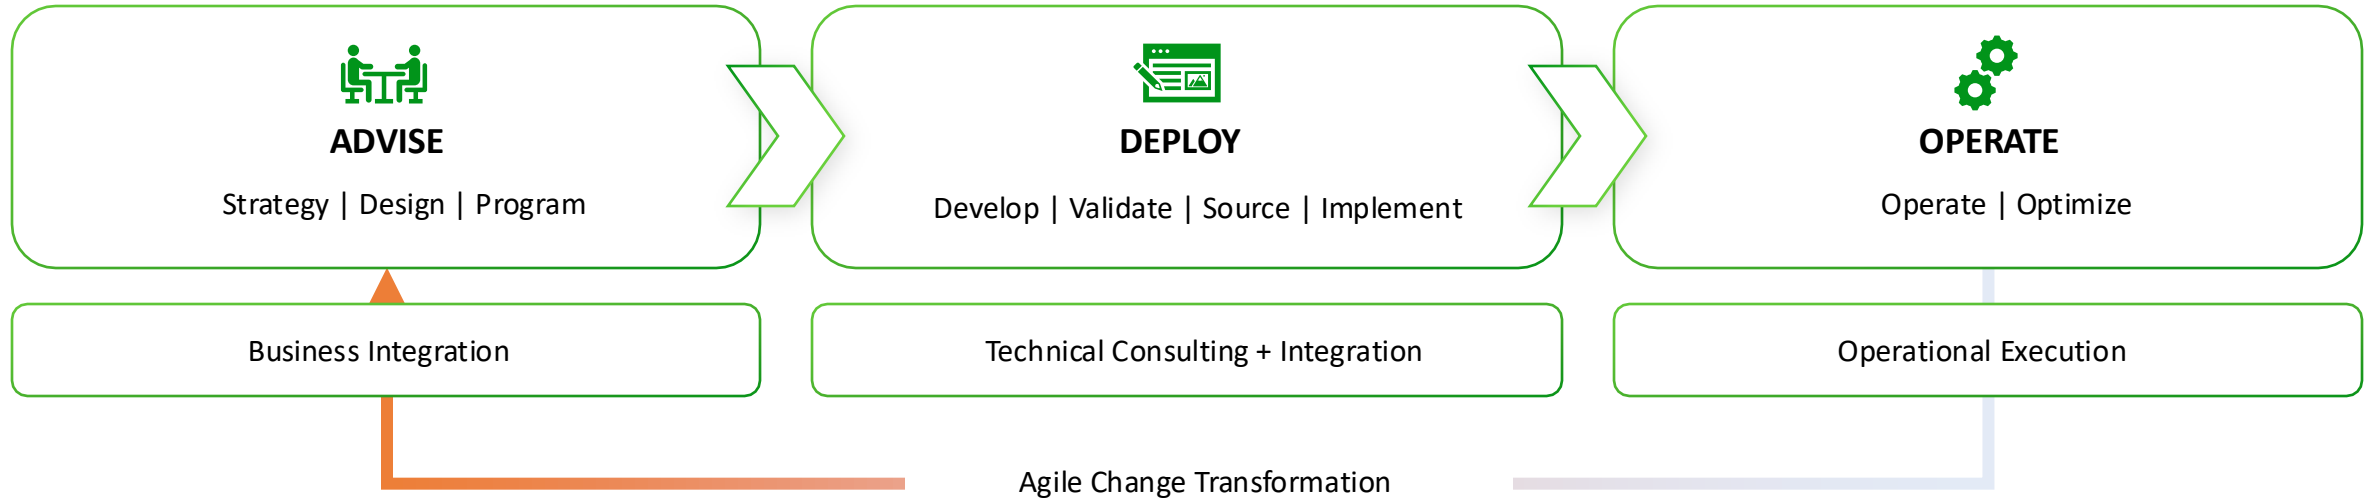 ADVISE
Strategy | Design | Program
DEPLOY
Develop | Validate | Source | Implement
OPERATE
Operate | Optimize
Business Integration
Technical Consulting + Integration
Operational Execution
Agile Change Transformation